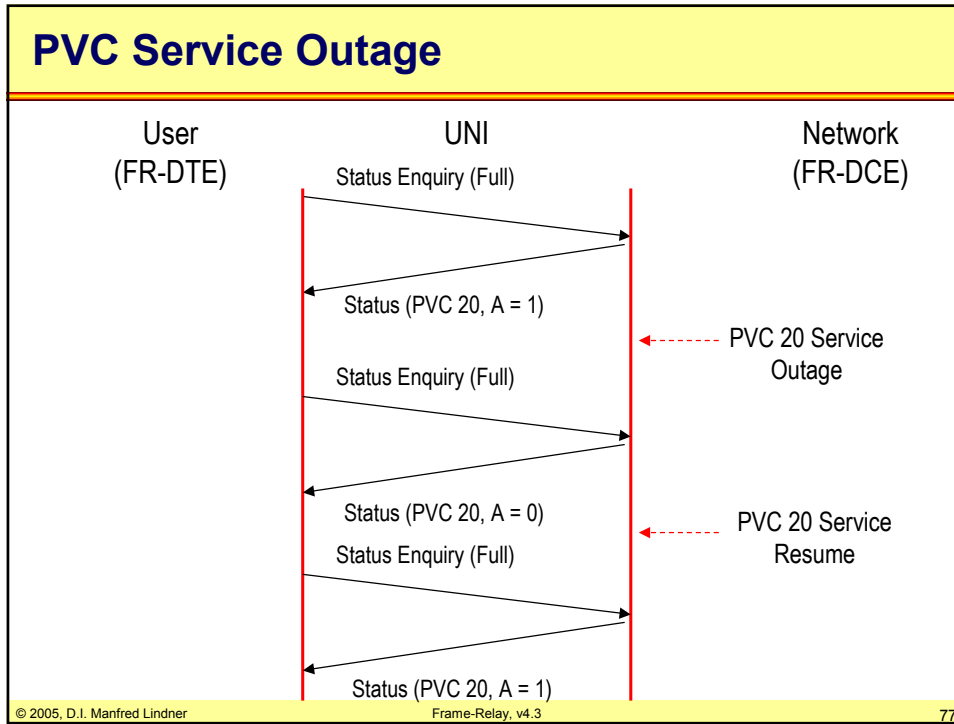 PVC Service Outage
User
(FR-DTE)
UNI
Network
(FR-DCE)
Status Enquiry (Full)
Status (PVC 20, A = 1)
PVC 20 Service
Outage
Status Enquiry (Full)
Status (PVC 20, A = 0)
PVC 20 Service
Resume
Status Enquiry (Full)
Status (PVC 20, A = 1)
© 2005, D.I. Manfred Lindner
Frame-Relay, v4.3
77